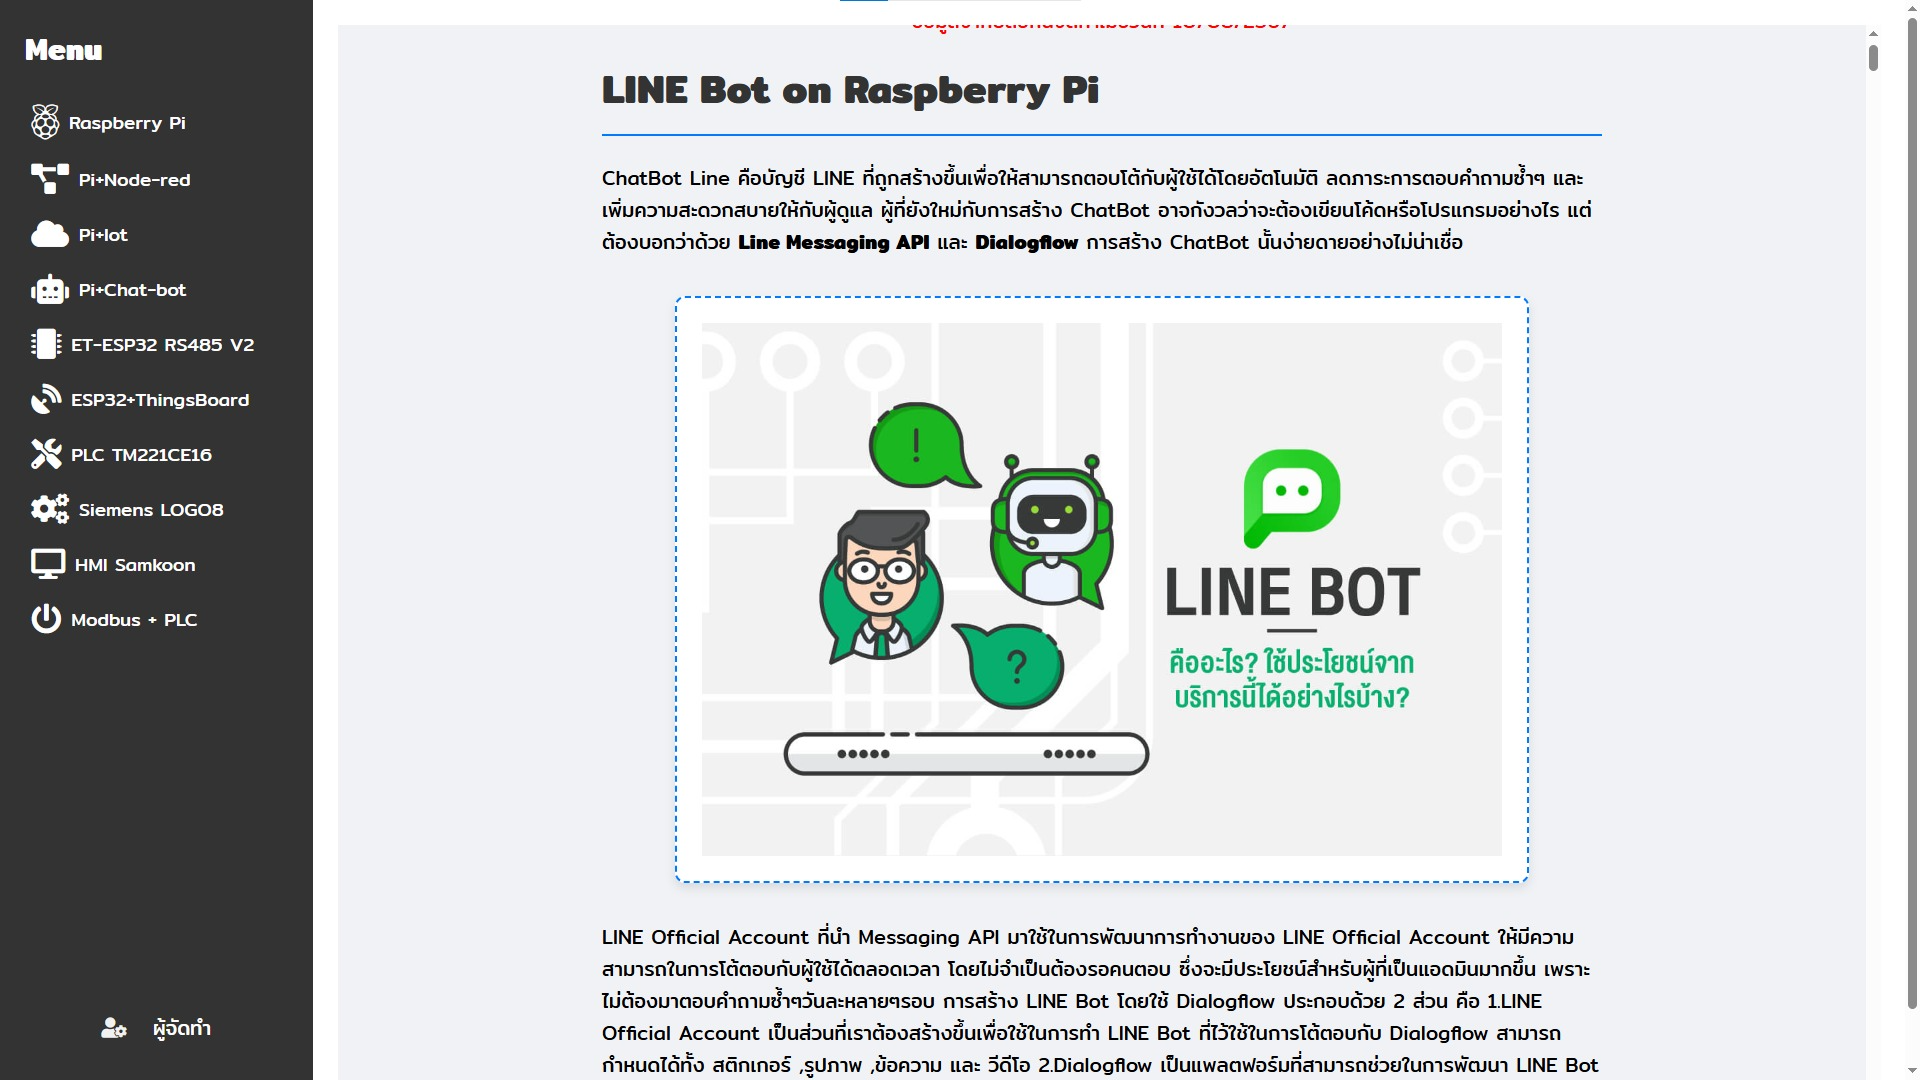 Menu
Raspberry Pi
Pi+Node-red
Pi+Iot
Pi+Chat-bot
ET-ESP32 RS485 V2
ESP32+ThingsBoard
PLC TM221CE16
Siemens LOGO8
HMI Samkoon
Modbus + PLC
ผู้จัดทำ
LINE Bot on Raspberry Pi
ChatBot Line คือบัญชี LINE ที่ถูกสร้างขึ้นเพื่อให้สามารถตอบโต้กับผู้ใช้ได้โดยอัตโนมัติ ลดภาระการตอบคำถามซ้ำๆ และ
เพิ่มความสะดวกสบายให้กับผู้ดูแล ผู้ที่ยังใหม่กับการสร้าง ChatBot อาจกังวลว่าจะต้องเขียนโค้ดหรือโปรแกรมอย่างไร แต่
ต้องบอกว่าด้วย Line Messaging API และ Dialogflow การสร้าง ChatBot นั้นง่ายดายอย่างไม่น่าเชื่อ
!
?
LINE BOT
คืออะไร? ใช้ประโยชน์จาก
บริการนี้ได้อย่างไรบ้าง?
LINE Official Account ที่นำ Messaging API มาใช้ในการพัฒนาการทำงานของ LINE Official Account ให้มีความ
สามารถในการโต้ตอบกับผู้ใช้ได้ตลอดเวลา โดยไม่จำเป็นต้องรอคนตอบ ซึ่งจะมีประโยชน์สำหรับผู้ที่เป็นแอดมินมากขึ้น เพราะ
ไม่ต้องมาตอบคำถามซ้ำๆวันละหลายๆรอบ การสร้าง LINE Bot โดยใช้ Dialogflow ประกอบด้วย 2 ส่วน คือ 1.LINE
Official Account เป็นส่วนที่เราต้องสร้างขึ้นเพื่อใช้ในการทำ LINE Bot ที่ไว้ใช้ในการโต้ตอบกับ Dialogflow สามารถ
กำหนดได้ทั้ง สติกเกอร์ ,รูปภาพ ,ข้อความ และ วีดีโอ 2.Dialogflow เป็นแพลตฟอร์มที่สามารถช่วยในการพัฒนา LINE Bot